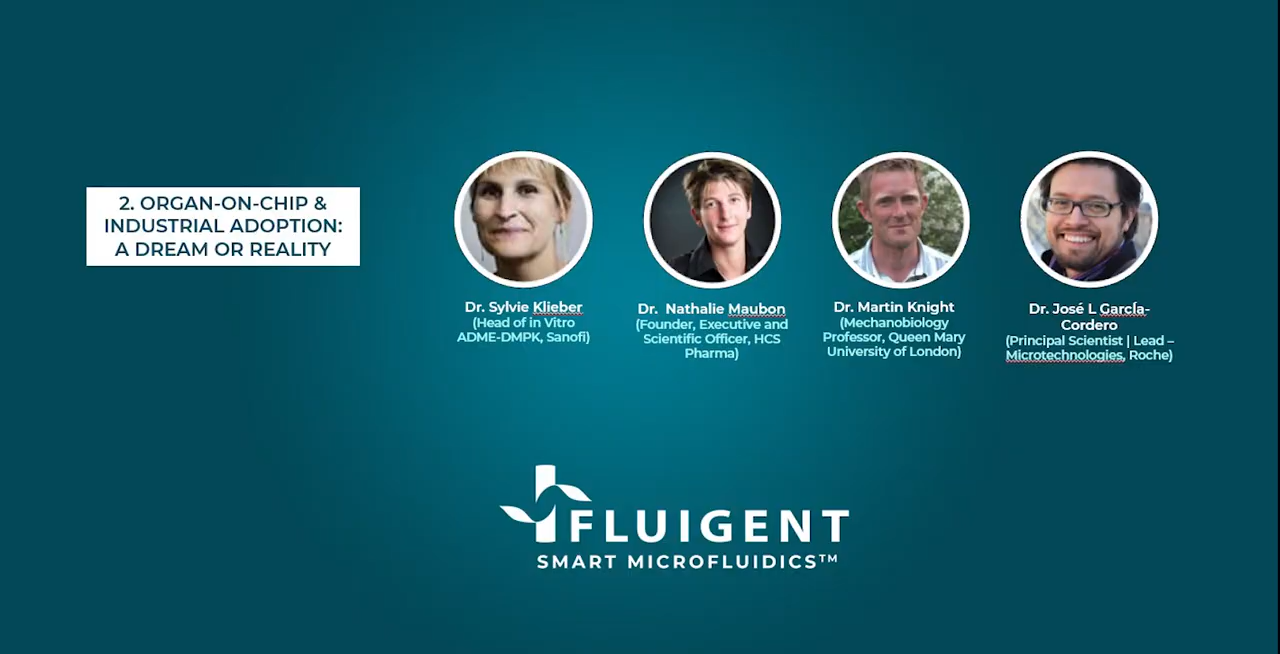 2. ORGAN-ON-CHIP &
INDUSTRIAL ADOPTION:
A DREAM OR REALITY
Dr. Sylvie Klieber
(Head of in Vitro
ADME-DMPK, Sanofi)
Dr.  Nathalie Maubon
(Founder, Executive and
Scientific Officer, HCS
Pharma)
Dr. Martin Knight
(Mechanobiology
Professor, Queen Mary
University of London)
Dr. José L García-
Cordero
(Principal Scientist | Lead –
Microtechnologies, Roche)
FLUIGENT
SMART MICROFLUIDICS™